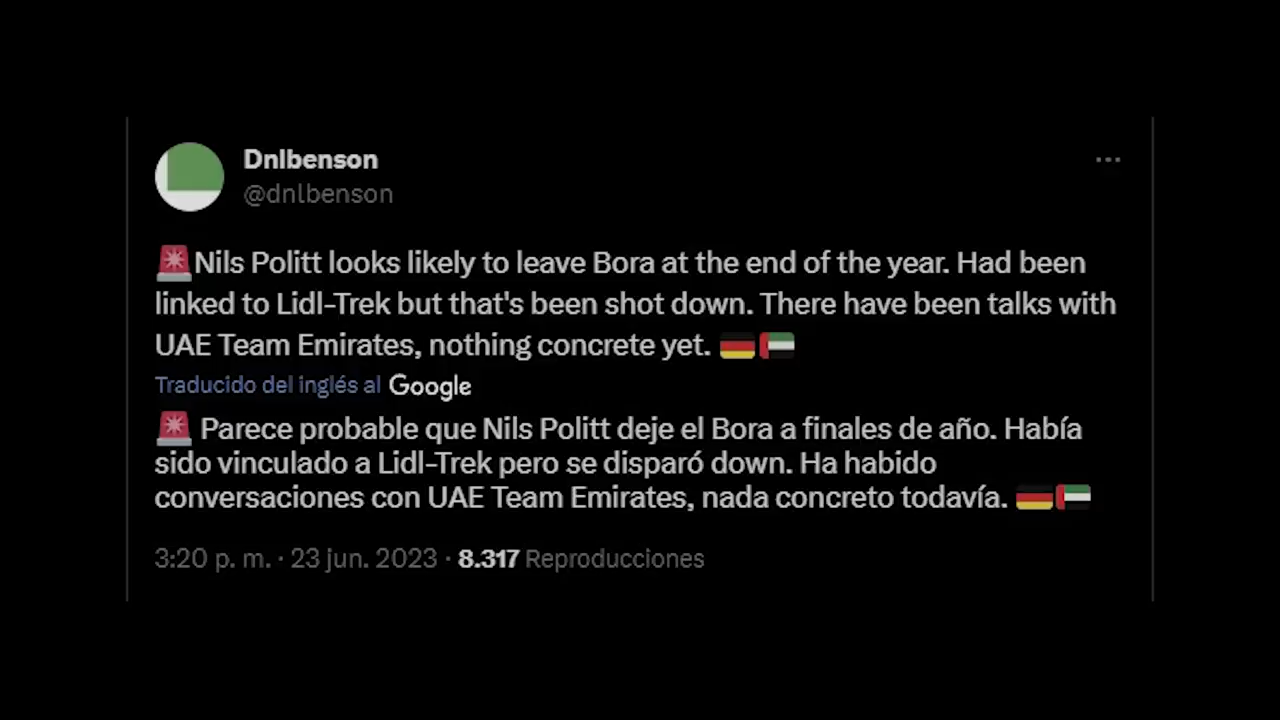 Dnlbenson
@dnlbenson
🚨Nils Politt looks likely to leave Bora at the end of the year. Had been
linked to Lidl-Trek but that's been shot down. There have been talks with
UAE Team Emirates, nothing concrete yet. 🇩🇪🇦🇪
Traducido del inglés al Google
🚨 Parece probable que Nils Politt deje el Bora a finales de año. Había
sido vinculado a Lidl-Trek pero se disparó down. Ha habido
conversaciones con UAE Team Emirates, nada concreto todavía. 🇩🇪🇦🇪
3:20 p. m. · 23 jun. 2023 · 8.317 Reproducciones